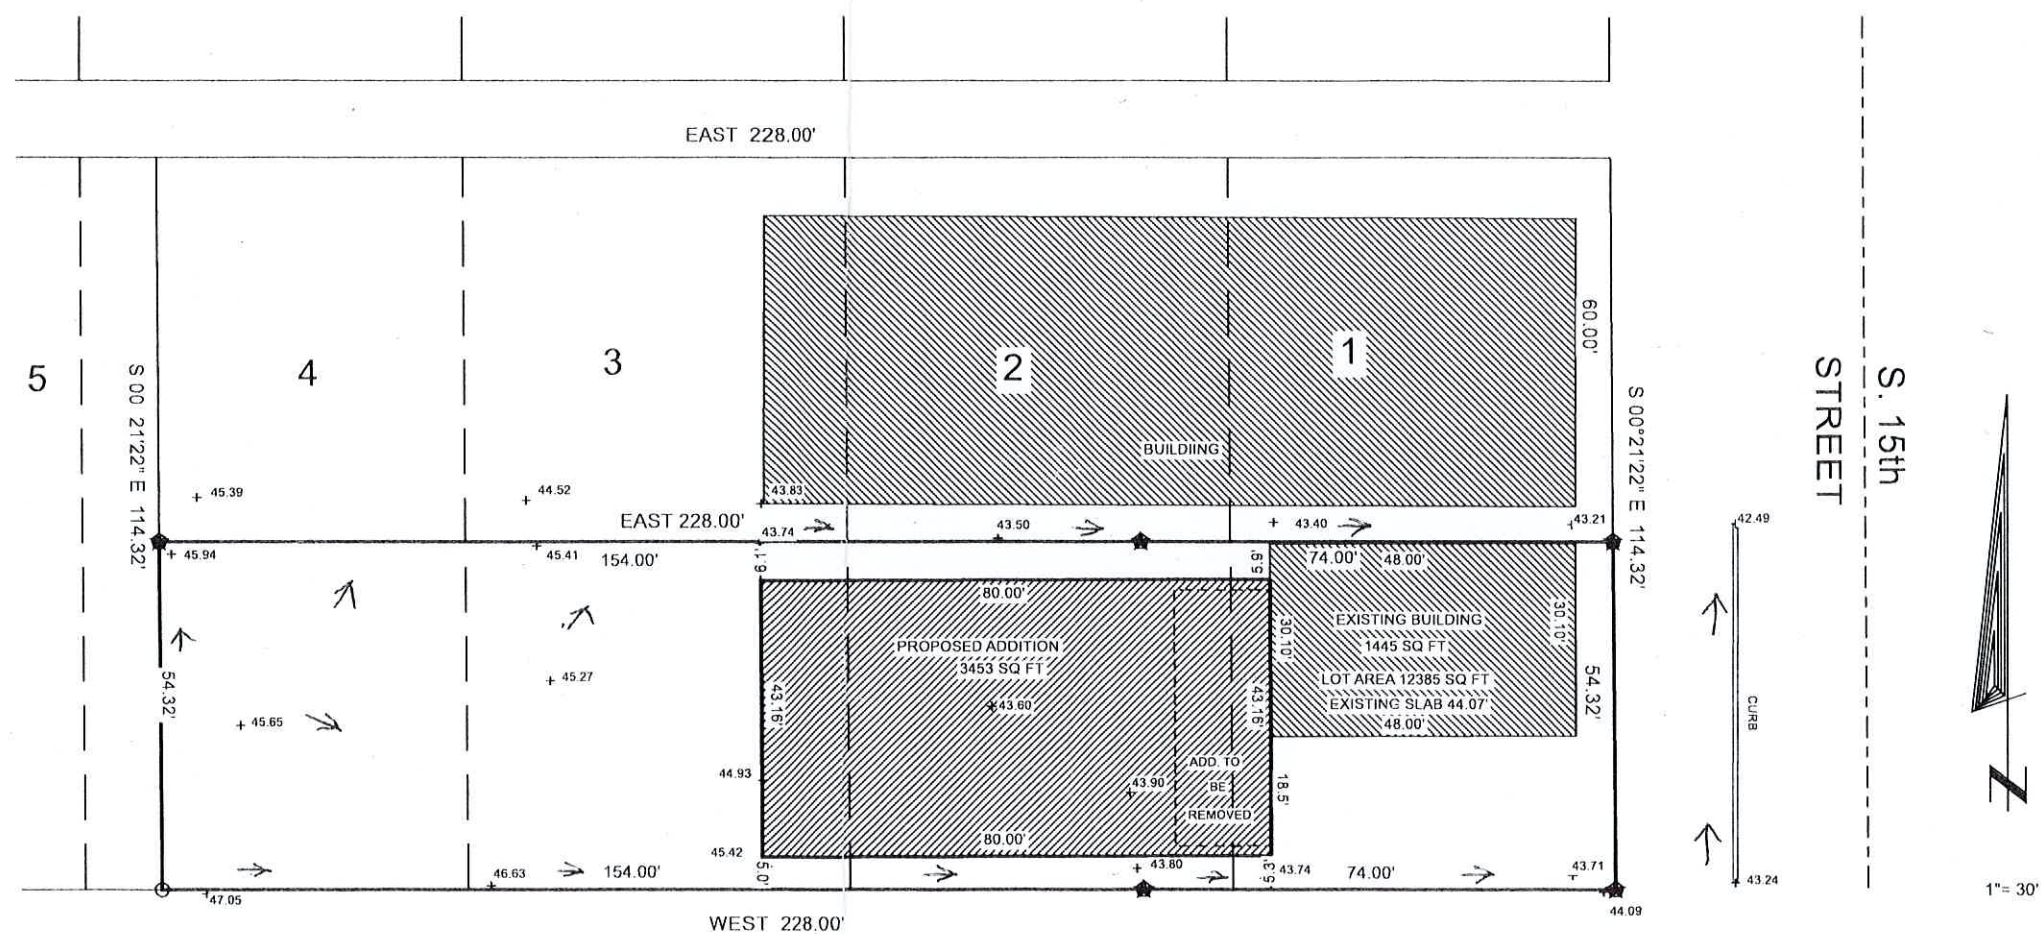 EAST 228.00'
5
4
3
2
1
60.00'
S 00 21'22" E 114.32'
S 00°21'22" E 114.32'
S. 15th
STREET
BUILDIING
45.39
44.52
43.83
EAST 228.00'
43.74
43.50
43.40
43.21
42.49
45.94
45.41
154.00'
6.1'
5.9'
74.00'
48.00'
80.00'
PROPOSED ADDITION
3453 SQ FT
30.10'
EXISTING BUILDING
1445 SQ FT
LOT AREA 12385 SQ FT
EXISTING SLAB 44.07'
48.00'
30.10'
54.32'
54.32'
45.27
45.65
43.16'
43.60
43.16'
CURB
44.93
43.90
ADD. TO
BE
REMOVED
18.5'
80.00'
45.42
5.0'
43.80
5.3'
43.74
74.00'
43.71
43.24
47.05
46.63
154.00'
44.09
WEST 228.00'
N
1"= 30'